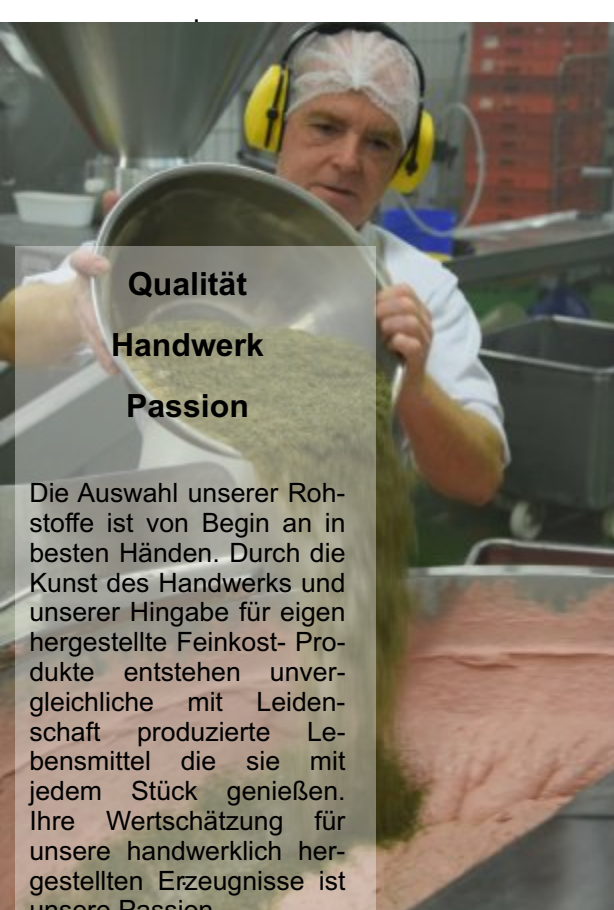 Qualität
Handwerk
Passion
Die Auswahl unserer Roh-
stoffe ist von Begin an in
besten Händen. Durch die
Kunst des Handwerks und
unserer Hingabe für eigen
hergestellte Feinkost- Pro-
dukte entstehen unver-
gleichliche mit Leiden-
schaft produzierte Le-
bensmittel die sie mit
jedem Stück genießen.
Ihre Wertschätzung für
unsere handwerklich her-
gestellten Erzeugnisse ist
unsere Passion